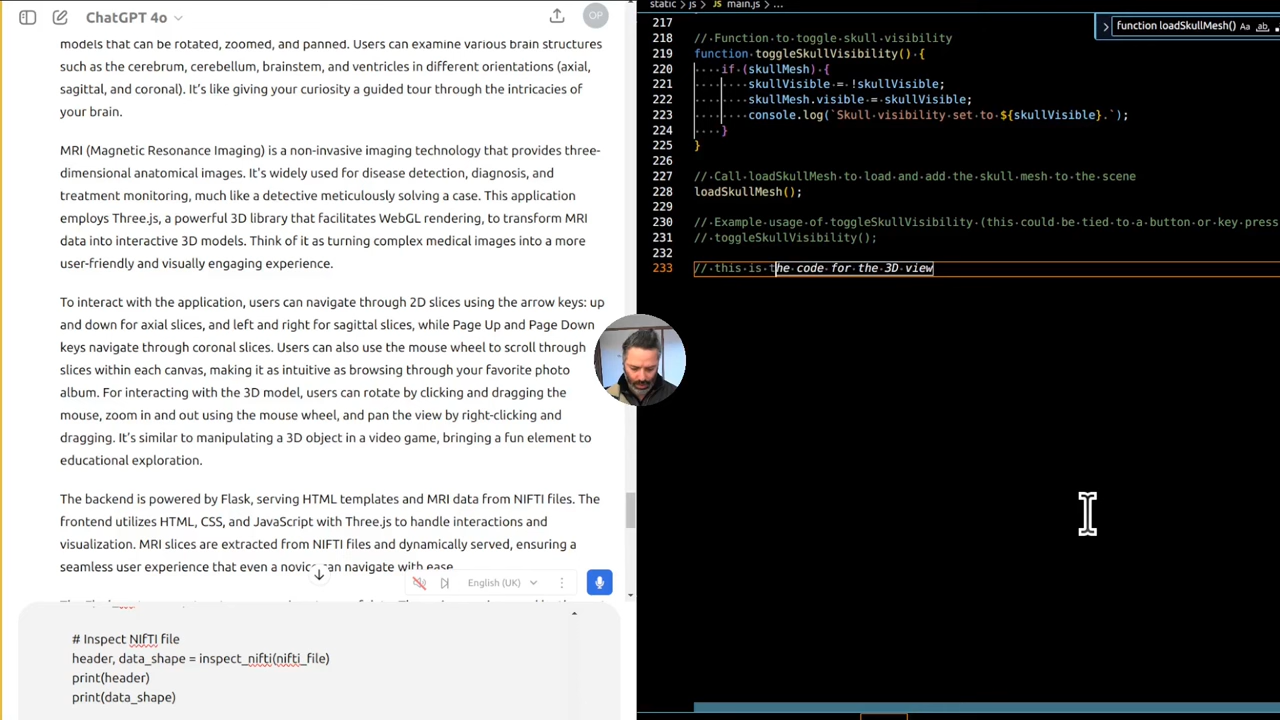 ChatGPT 4o
OP
models that can be rotated, zoomed, and panned. Users can examine various brain structures
such as the cerebrum, cerebellum, brainstem, and ventricles in different orientations (axial,
sagittal, and coronal). It's like giving your curiosity a guided tour through the intricacies of
your brain.
MRI (Magnetic Resonance Imaging) is a non-invasive imaging technology that provides three-
dimensional anatomical images. It's widely used for disease detection, diagnosis, and
treatment monitoring, much like a detective meticulously solving a case. This application
employs Three.js, a powerful 3D library that facilitates WebGL rendering, to transform MRI
data into interactive 3D models. Think of it as turning complex medical images into a more
user-friendly and visually engaging experience.
To interact with the application, users can navigate through 2D slices using the arrow keys: up
and down for axial slices, and left and right for sagittal slices, while Page Up and Page Down
keys navigate through coronal slices. Users can also use the mouse wheel to scroll through
slices within each canvas, making it as intuitive as browsing through your favorite photo
album. For interacting with the 3D model, users can rotate by clicking and dragging the
mouse, zoom in and out using the mouse wheel, and pan the view by right-clicking and
dragging. It's similar to manipulating a 3D object in a video game, bringing a fun element to
educational exploration.
The backend is powered by Flask, serving HTML templates and MRI data from NIFTI files. The
frontend utilizes HTML, CSS, and JavaScript with Three.js to handle interactions and
visualization. MRI slices are extracted from NIFTI files and dynamically served, ensuring a
seamless user experience that even a novice can navigate with ease.
English (UK)
# Inspect NIfTI file
header, data_shape = inspect_nifti(nifti_file)
print(header)
print(data_shape)
static > js > main.js > ...
function loadSkullMesh() Aa ab
217
218 // Function to toggle skull visibility
219 function toggleSkullVisibility() {
220 if (skullMesh) {
221 skullVisible = !skullVisible;
222 skullMesh.visible = skullVisible;
223 console.log(`Skull visibility set to ${skullVisible}.`);
224 }
225 }
226
227 // Call loadSkullMesh to load and add the skull mesh to the scene
228 loadSkullMesh();
229
230 // Example usage of toggleSkullVisibility (this could be tied to a button or key press
231 // toggleSkullVisibility();
232
233 // this is the code for the 3D view